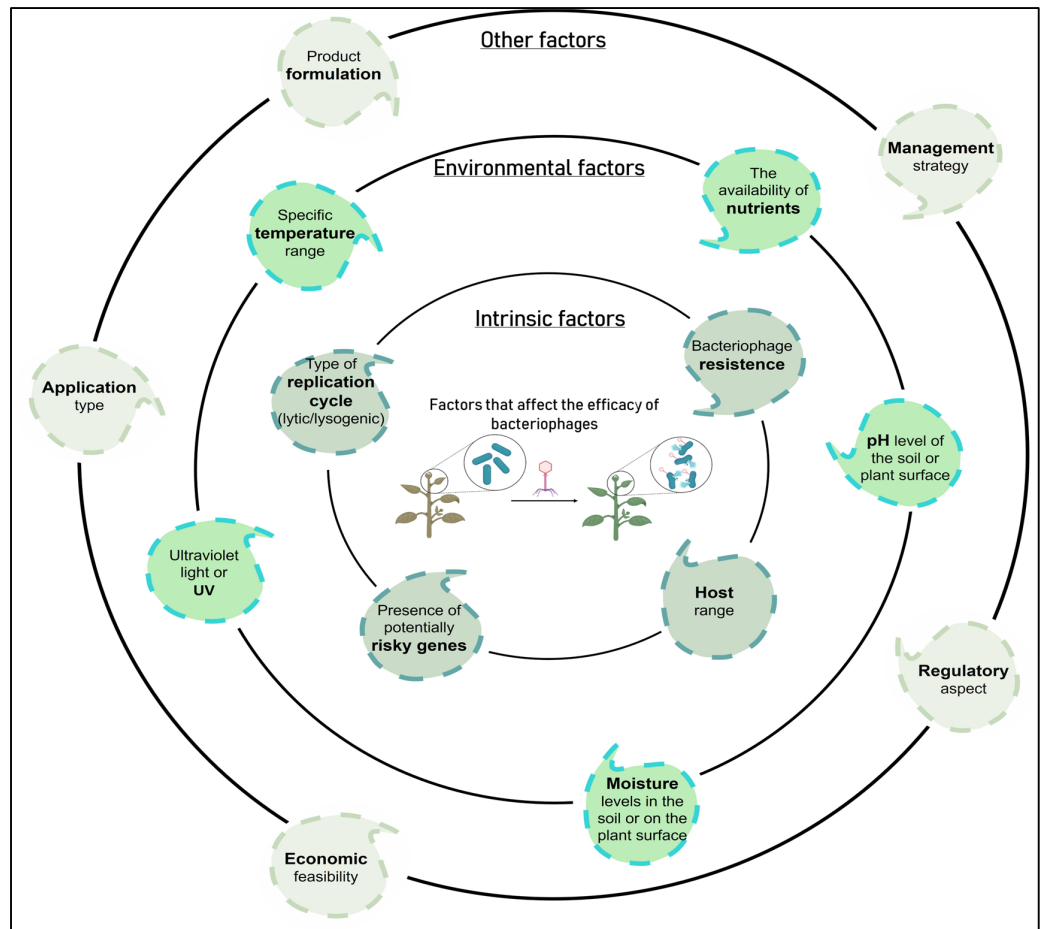 Other factors
Product
formulation
Management
strategy
Environmental factors
The
availability of
nutrients
Specific
temperature
range
Intrinsic factors
Bacteriophage
resistence
Type of
replication
cycle
(lytic/lysogenic)
Application
type
Factors that affect the efficacy of
bacteriophages
pH level of
the soil or
plant surface
Ultraviolet
light or
UV
Host
range
Presence of
potentially
risky genes
Regulatory
aspect
Moisture
levels in the
soil or on the
plant surface
Economic
feasibility